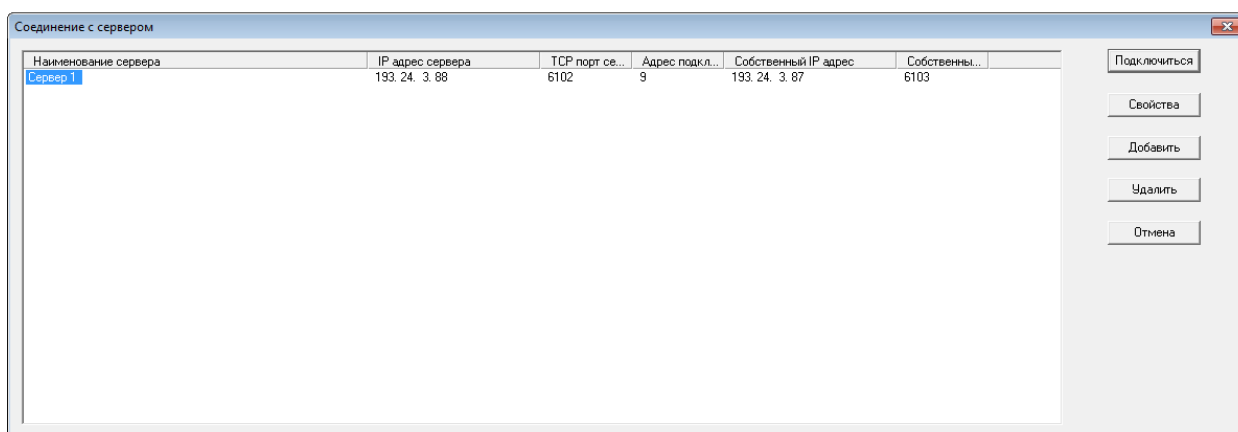 Соединение с сервером
Наименование сервера IP адрес сервера TCP порт се... Адрес подкл... Собственный IP адрес Собственны...
Сервер 1 193. 24. 3. 88 6102 9 193. 24. 3. 87 6103
Подключиться
Свойства
Добавить
Удалить
Отмена